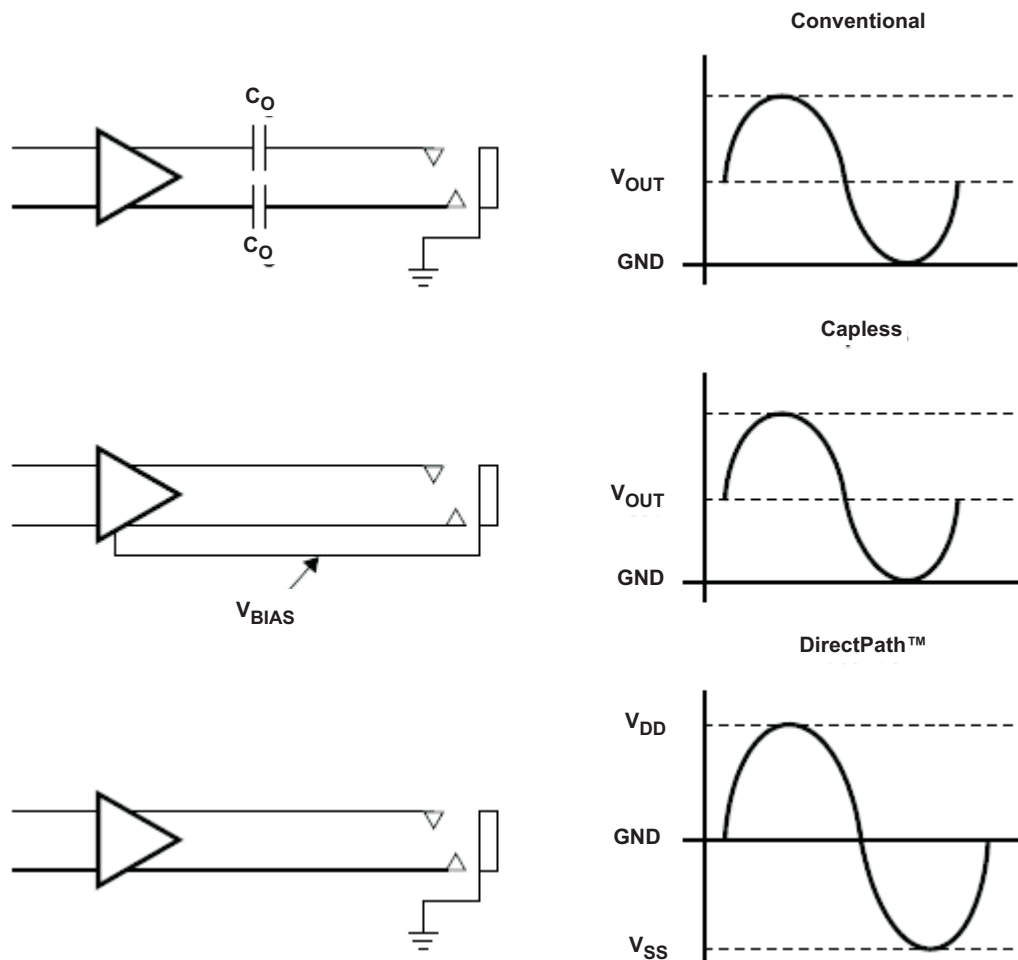 Conventional
C_O
C_O
V_OUT
GND
Capless
V_OUT
GND
V_BIAS
DirectPath™
V_DD
GND
V_SS